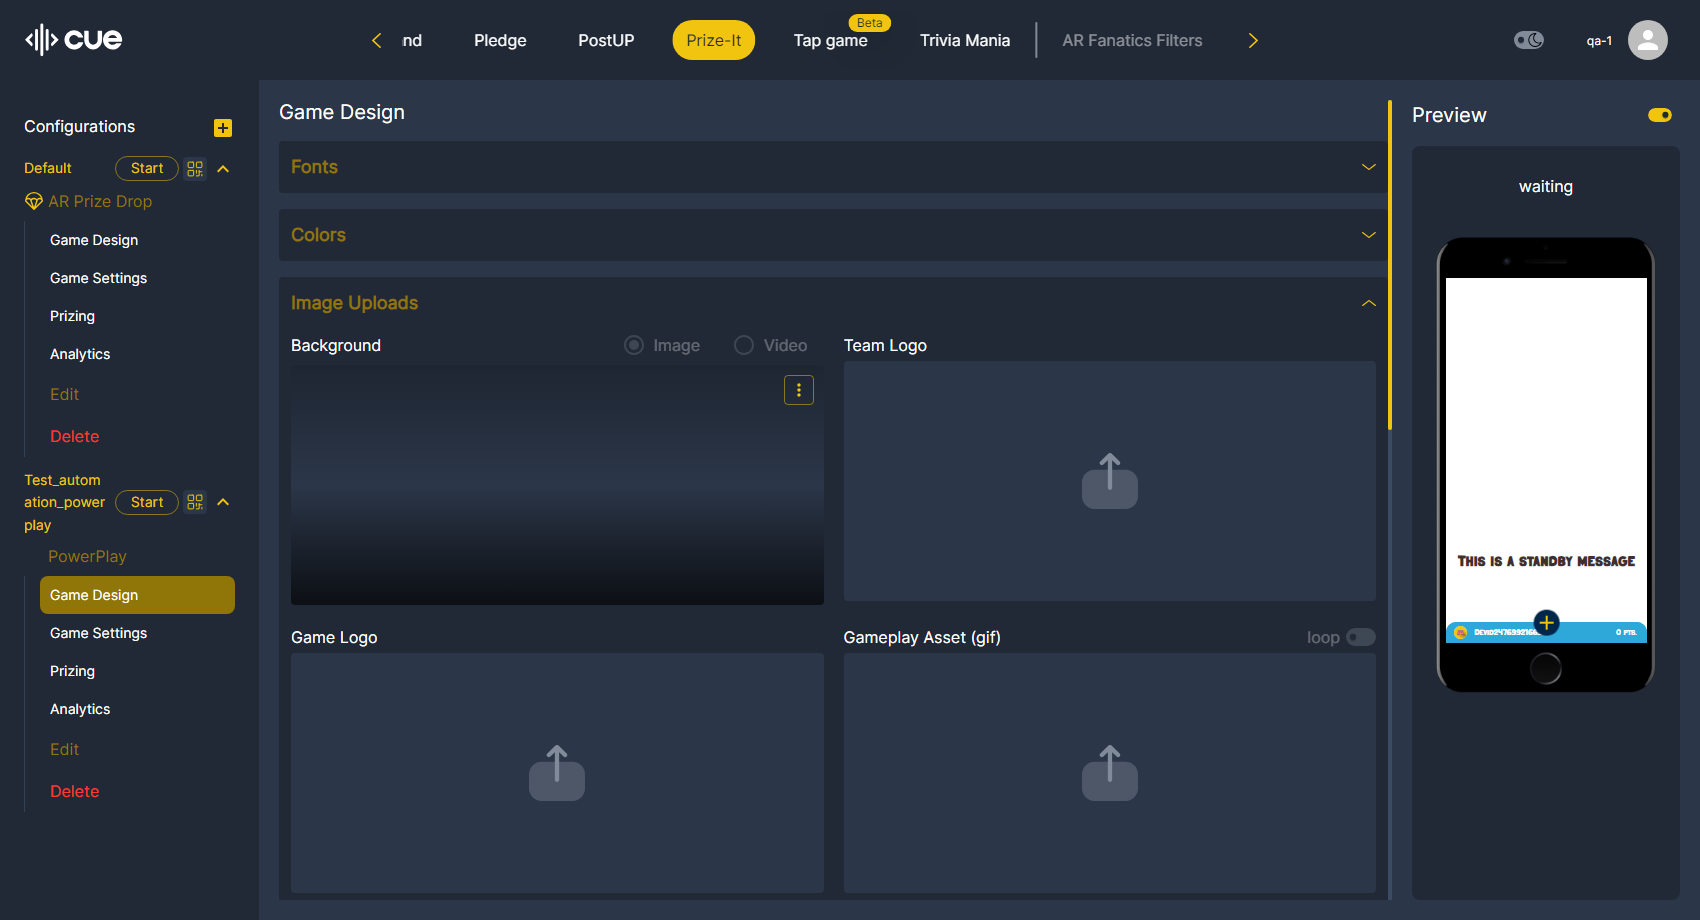 cue
nd
Pledge
PostUP
Prize-It
Beta
Tap game
Trivia Mania
AR Fanatics Filters
qa-1
Configurations
Default
Start
AR Prize Drop
Game Design
Game Settings
Prizing
Analytics
Edit
Delete
Test_autom
ation_power
play
Start
PowerPlay
Game Design
Game Settings
Prizing
Analytics
Edit
Delete
Game Design
Fonts
Colors
Image Uploads
Background
Image
Video
Team Logo
Game Logo
Gameplay Asset (gif)
loop
Preview
waiting
This is a standby message
0 pts.